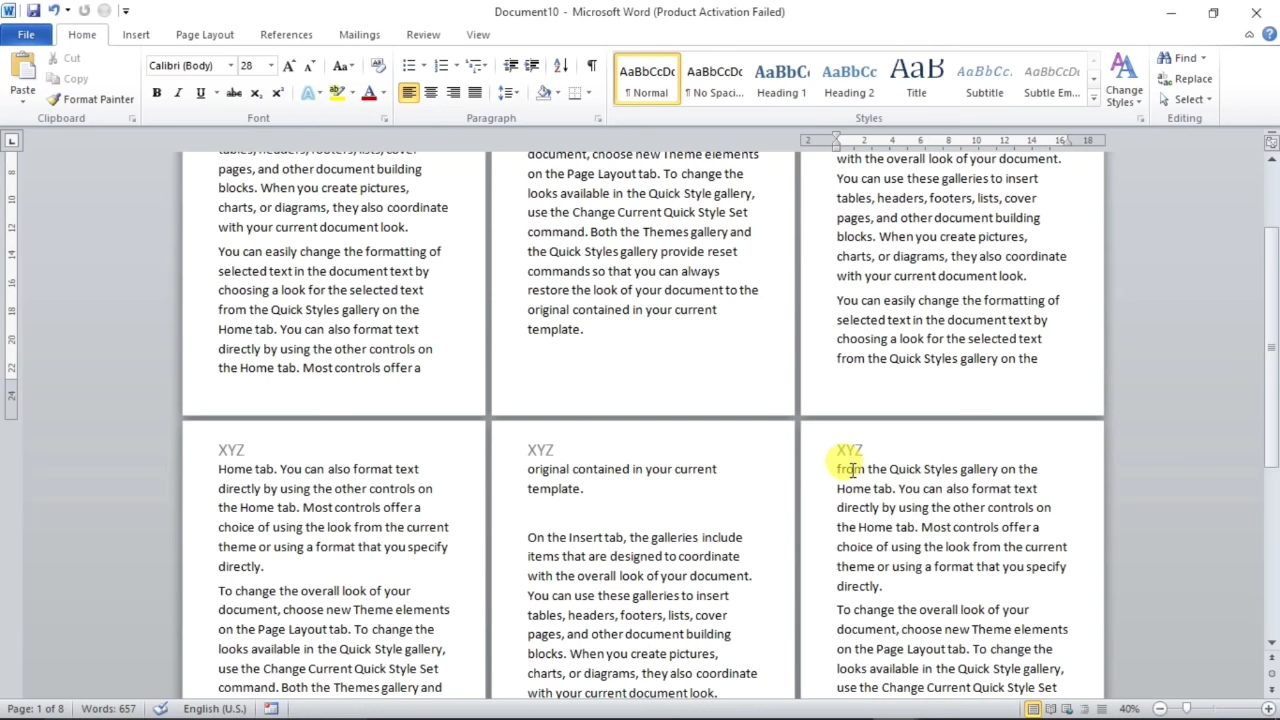 Document10 - Microsoft Word (Product Activation Failed)
File Home Insert Page Layout References Mailings Review View
Paste
Cut
Copy
Format Painter
Clipboard
Calibri (Body) 28
Font
Paragraph
AaBbCcDc AaBbCcDc AaBbC AaBbCc AaB AaBbCcL AaBbCcDc
¶ Normal ¶ No Spaci... Heading 1 Heading 2 Title Subtitle Subtle Em...
Styles
Change Styles
Find
Replace
Select
Editing
2 2 4 6 8 10 12 14 16 18
8
10
12
14
16
18
20
22
24
pages, and other document building
blocks. When you create pictures,
charts, or diagrams, they also coordinate
with your current document look.
You can easily change the formatting of
selected text in the document text by
choosing a look for the selected text
from the Quick Styles gallery on the
Home tab. You can also format text
directly by using the other controls on
the Home tab. Most controls offer a
document, choose new Theme elements
on the Page Layout tab. To change the
looks available in the Quick Style gallery,
use the Change Current Quick Style Set
command. Both the Themes gallery and
the Quick Styles gallery provide reset
commands so that you can always
restore the look of your document to the
original contained in your current
template.
with the overall look of your document.
You can use these galleries to insert
tables, headers, footers, lists, cover
pages, and other document building
blocks. When you create pictures,
charts, or diagrams, they also coordinate
with your current document look.
You can easily change the formatting of
selected text in the document text by
choosing a look for the selected text
from the Quick Styles gallery on the
XYZ
Home tab. You can also format text
directly by using the other controls on
the Home tab. Most controls offer a
choice of using the look from the current
theme or using a format that you specify
directly.
To change the overall look of your
document, choose new Theme elements
on the Page Layout tab. To change the
looks available in the Quick Style gallery,
use the Change Current Quick Style Set
command. Both the Themes gallery and
XYZ
original contained in your current
template.
On the Insert tab, the galleries include
items that are designed to coordinate
with the overall look of your document.
You can use these galleries to insert
tables, headers, footers, lists, cover
pages, and other document building
blocks. When you create pictures,
charts, or diagrams, they also coordinate
with your current document look.
XYZ
from the Quick Styles gallery on the
Home tab. You can also format text
directly by using the other controls on
the Home tab. Most controls offer a
choice of using the look from the current
theme or using a format that you specify
directly.
To change the overall look of your
document, choose new Theme elements
on the Page Layout tab. To change the
looks available in the Quick Style gallery,
use the Change Current Quick Style Set
Page: 1 of 8 Words: 657 English (U.S.) 40%